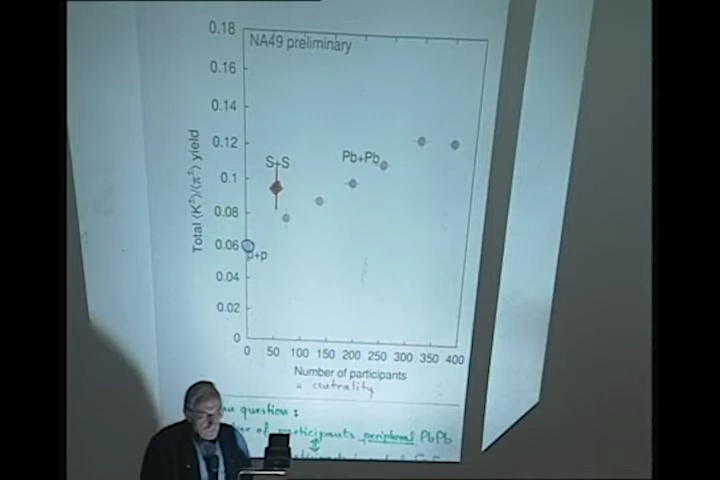 NA49 preliminary
0.18
0.16
0.14
0.12
0.1
0.08
0.06
0.04
0.02
0
Total ⟨K±⟩/⟨π±⟩ yield
S+S
Pb+Pb
p+p
0 50 100 150 200 250 300 350 400
Number of participants
= centrality
question :
of participants peripheral PbPb